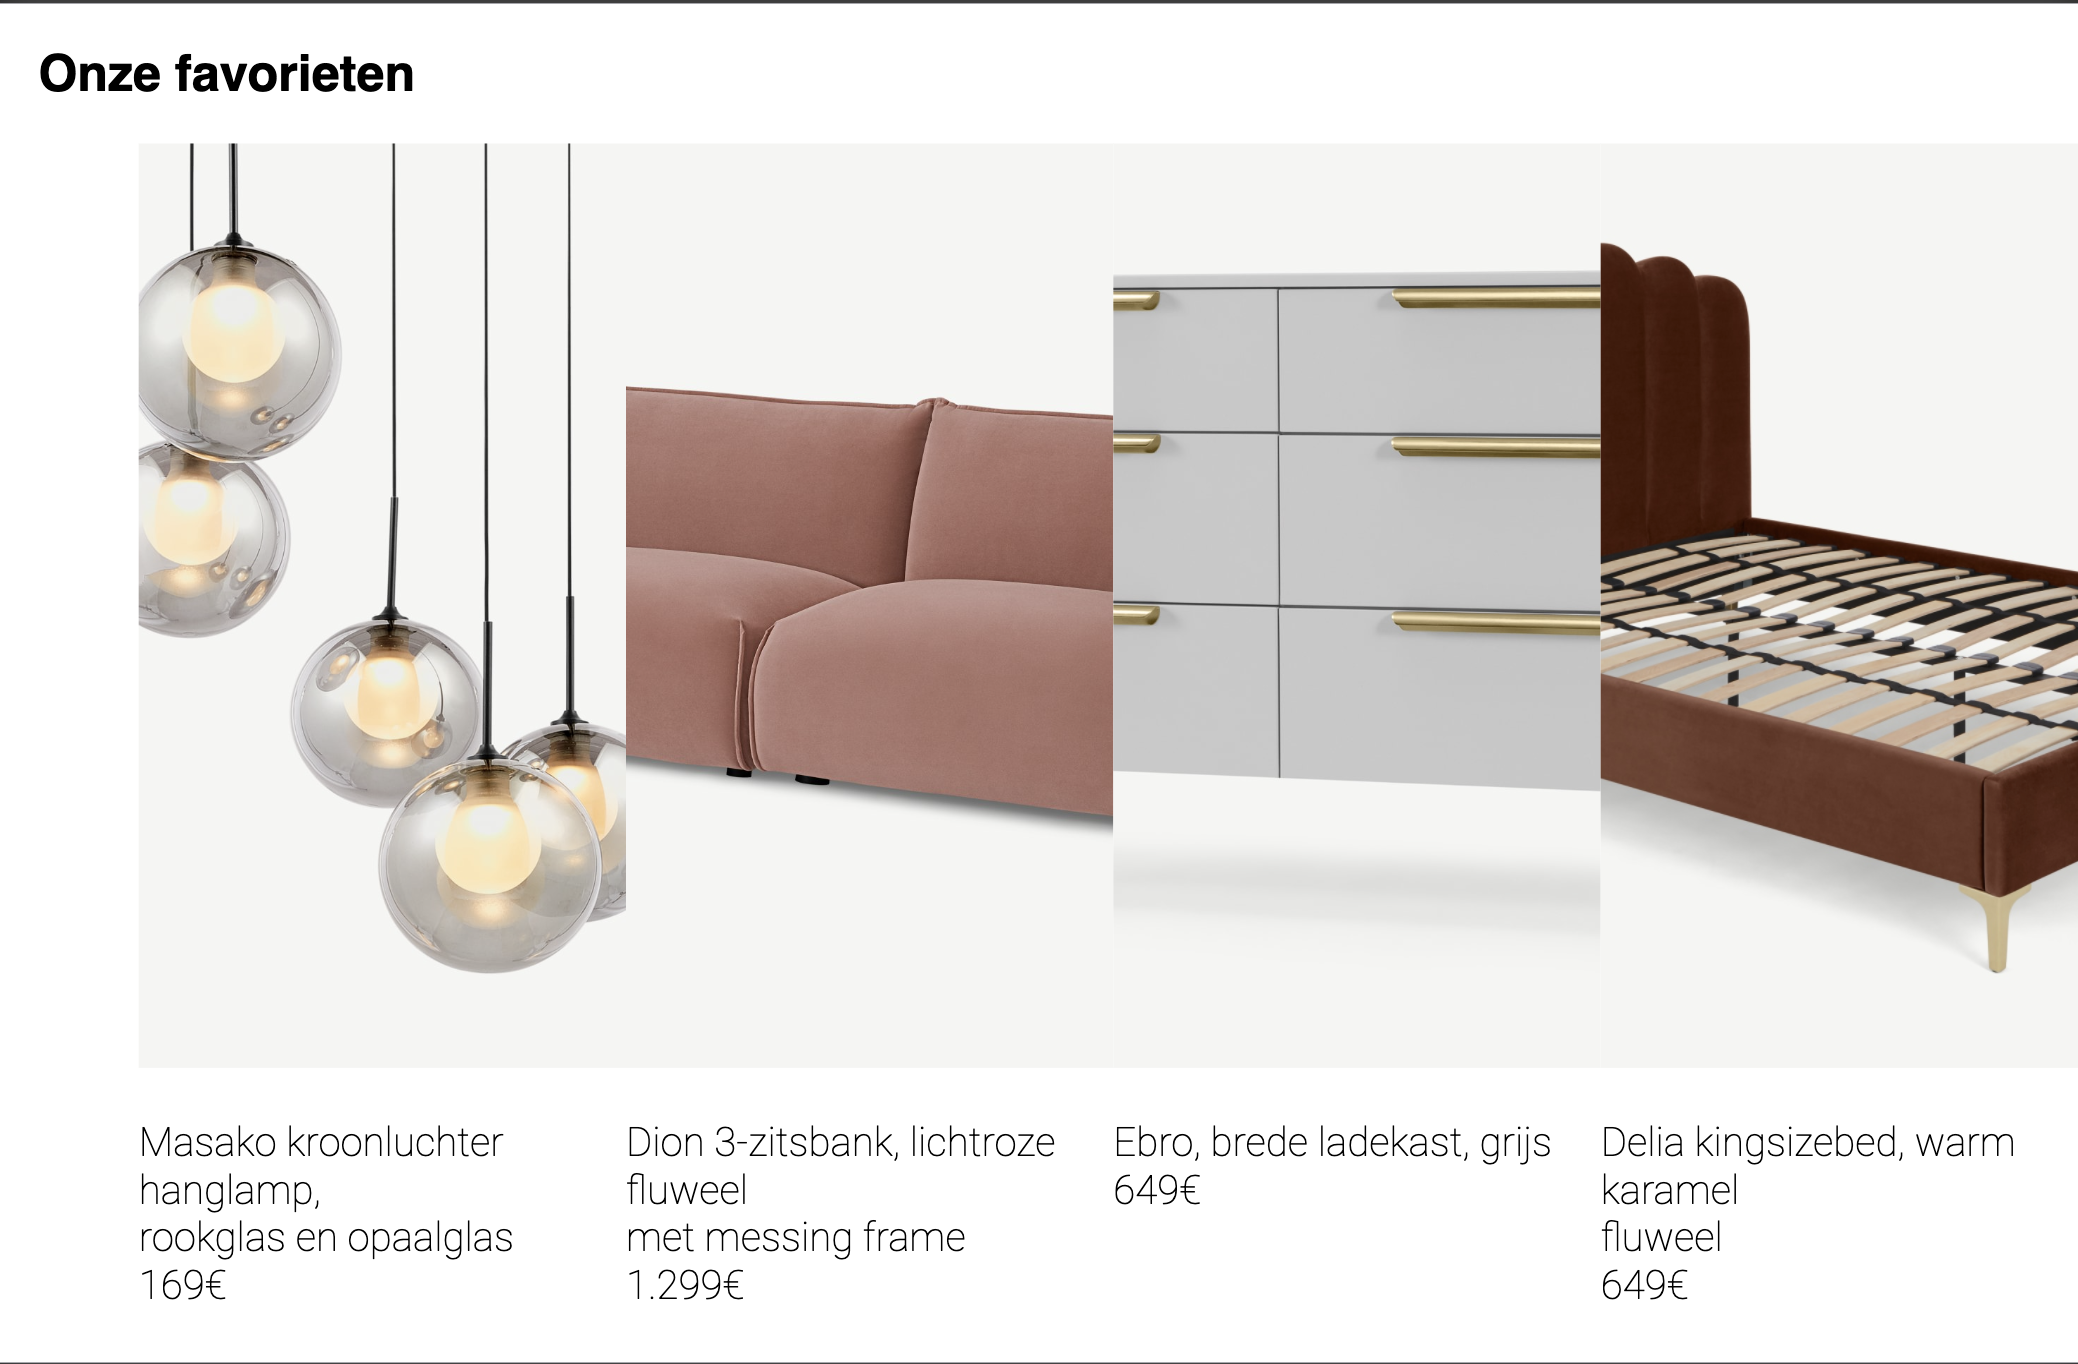 Onze favorieten
Masako kroonluchter
hanglamp,
rookglas en opaalglas
169€
Dion 3-zitsbank, lichtroze
fluweel
met messing frame
1.299€
Ebro, brede ladekast, grijs
649€
Delia kingsizebed, warm
karamel
fluweel
649€